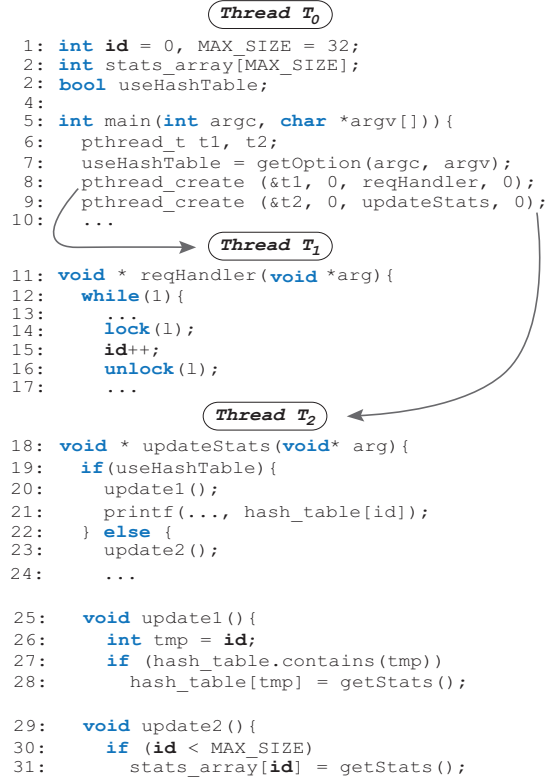 Thread T0
1: int id = 0, MAX_SIZE = 32;
2: int stats_array[MAX_SIZE];
2: bool useHashTable;
4:
5: int main(int argc, char *argv[])){
6: pthread_t t1, t2;
7: useHashTable = getOption(argc, argv);
8: pthread_create (&t1, 0, reqHandler, 0);
9: pthread_create (&t2, 0, updateStats, 0);
10: ...
Thread T1
11: void * reqHandler(void *arg){
12: while(1){
13: ...
14: lock(l);
15: id++;
16: unlock(l);
17: ...
Thread T2
18: void * updateStats(void* arg){
19: if(useHashTable){
20: update1();
21: printf(..., hash_table[id]);
22: } else {
23: update2();
24: ...
25: void update1(){
26: int tmp = id;
27: if (hash_table.contains(tmp))
28: hash_table[tmp] = getStats();
29: void update2(){
30: if (id < MAX_SIZE)
31: stats_array[id] = getStats();